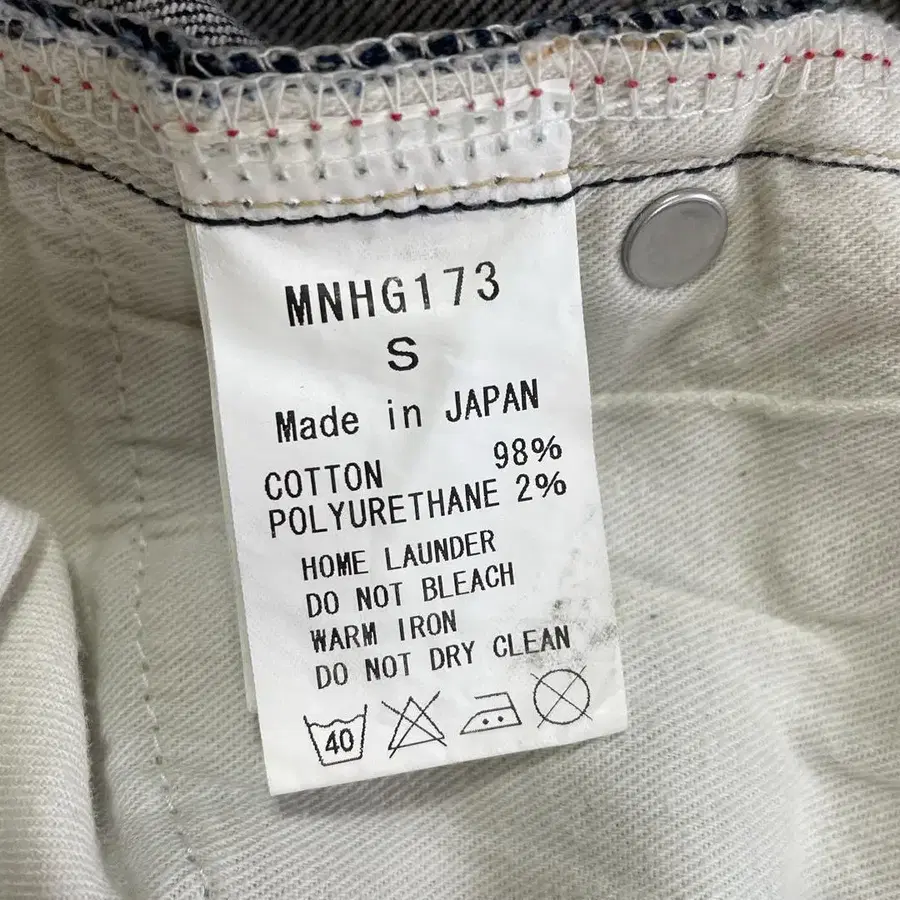 MNHG173
S
Made in JAPAN
COTTON 98%
POLYURETHANE 2%
HOME LAUNDER
DO NOT BLEACH
WARM IRON
DO NOT DRY CLEAN
40